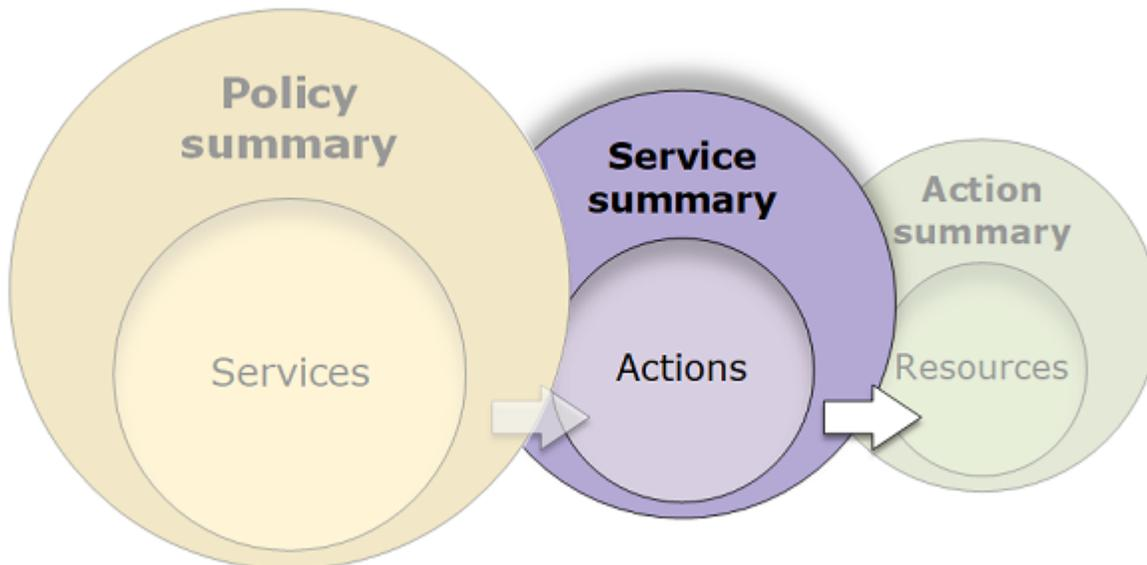 Policy
summary
Services
Service
summary
Actions
Action
summary
Resources